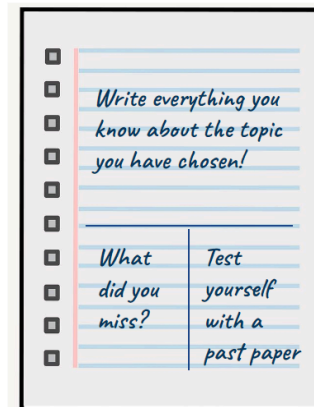 Write everything you
know about the topic
you have chosen!
What
did you
miss?
Test
yourself
with a
past paper